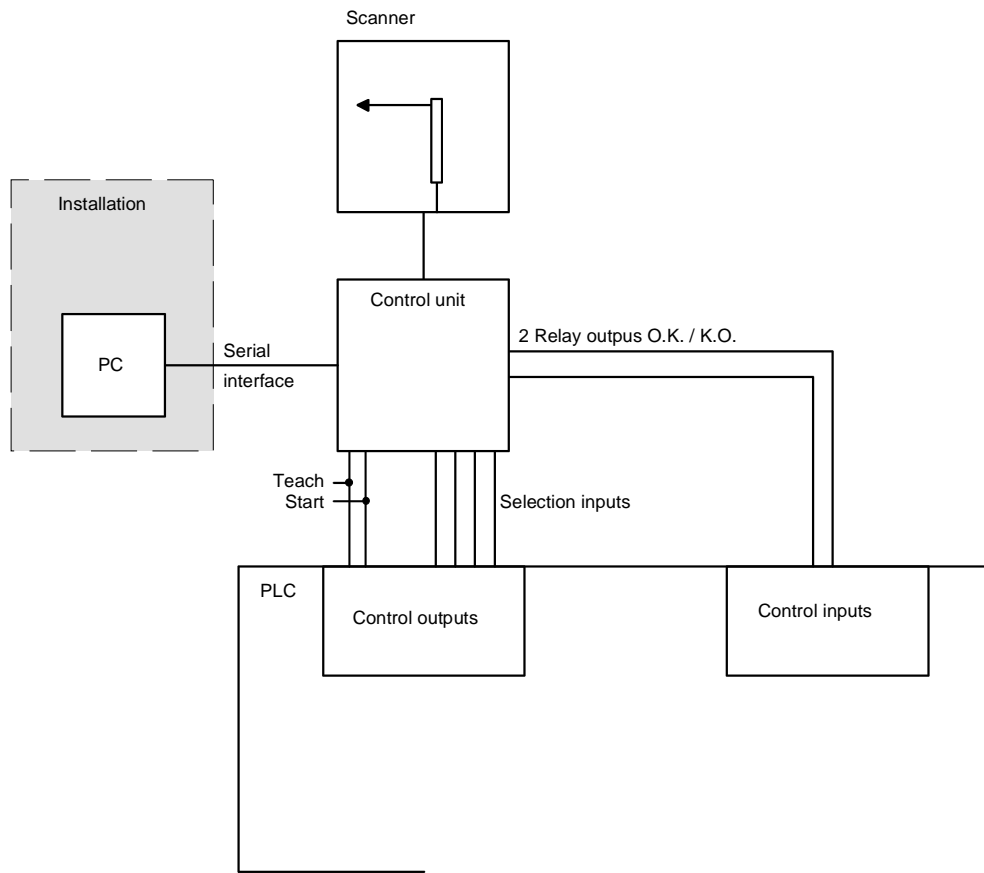 Scanner
Installation
Control unit
2 Relay outpus O.K. / K.O.
PC
Serial
interface
Teach
Start
Selection inputs
PLC
Control outputs
Control inputs